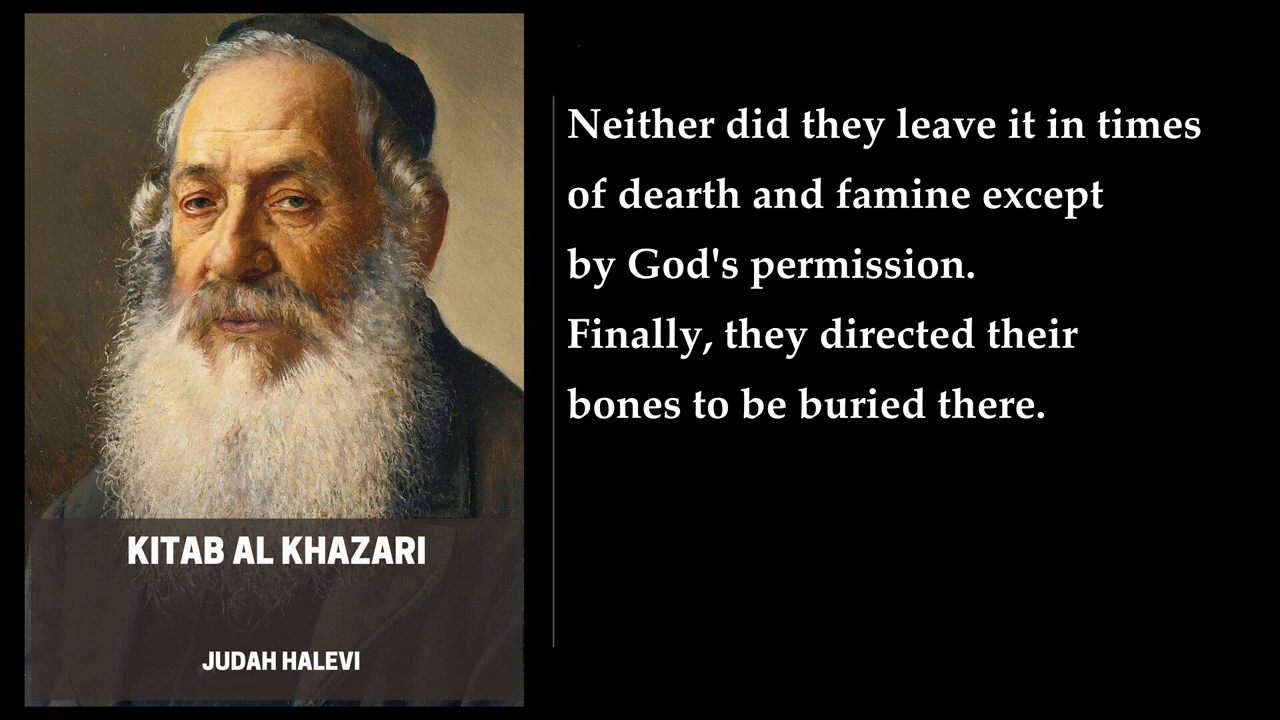 KITAB AL KHAZARI
JUDAH HALEVI
Neither did they leave it in times
of dearth and famine except
by God's permission.
Finally, they directed their
bones to be buried there.